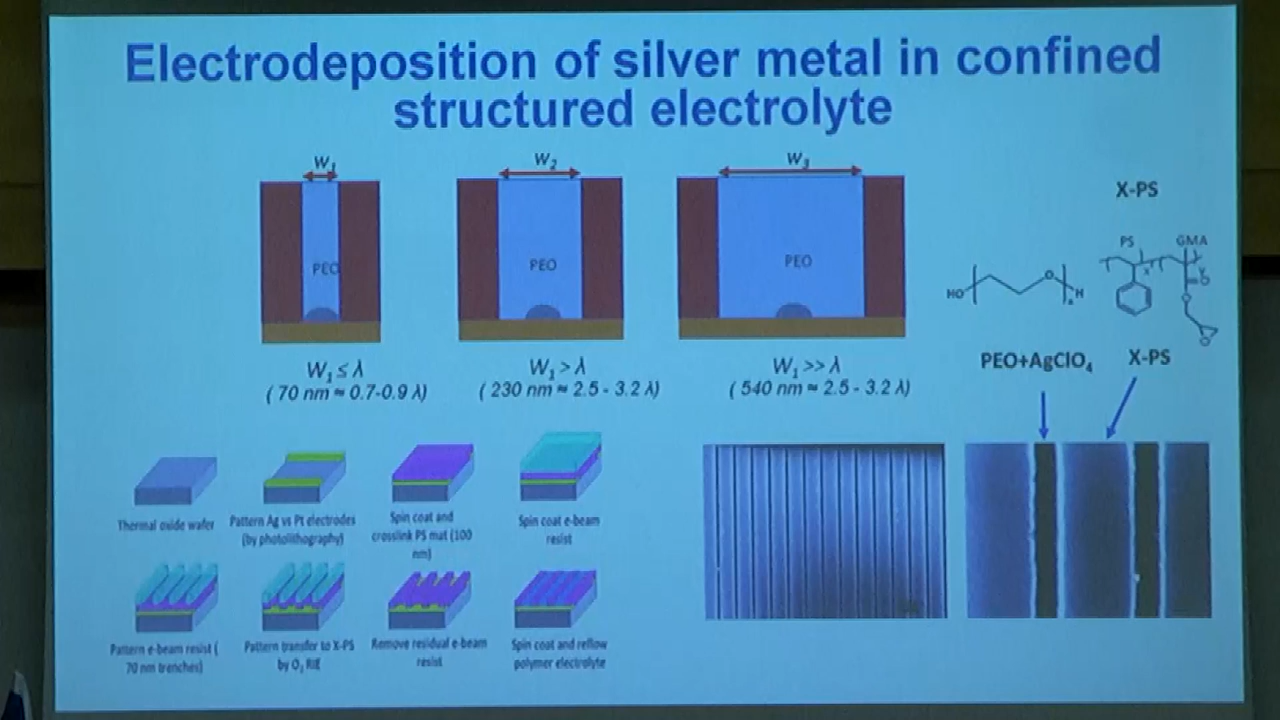 Electrodeposition of silver metal in confined
structured electrolyte
W1
W2
W3
PEO
PEO
PEO
W1 ≤ λ
( 70 nm ≈ 0.7-0.9 λ)
W1 > λ
( 230 nm ≈ 2.5 - 3.2 λ)
W1 >> λ
( 540 nm ≈ 2.5 - 3.2 λ)
X-PS
PS
GMA
HO
O
H
PEO+AgClO4
X-PS
Thermal oxide wafer
Pattern Ag vs Pt electrodes
(by photolithography)
Spin coat and
crosslink PS mat (100
nm)
Spin coat e-beam
resist
Pattern e-beam resist (
70 nm trenches)
Pattern transfer to X-PS
by O2 RIE
Remove residual e-beam
resist
Spin coat and reflow
polymer electrolyte